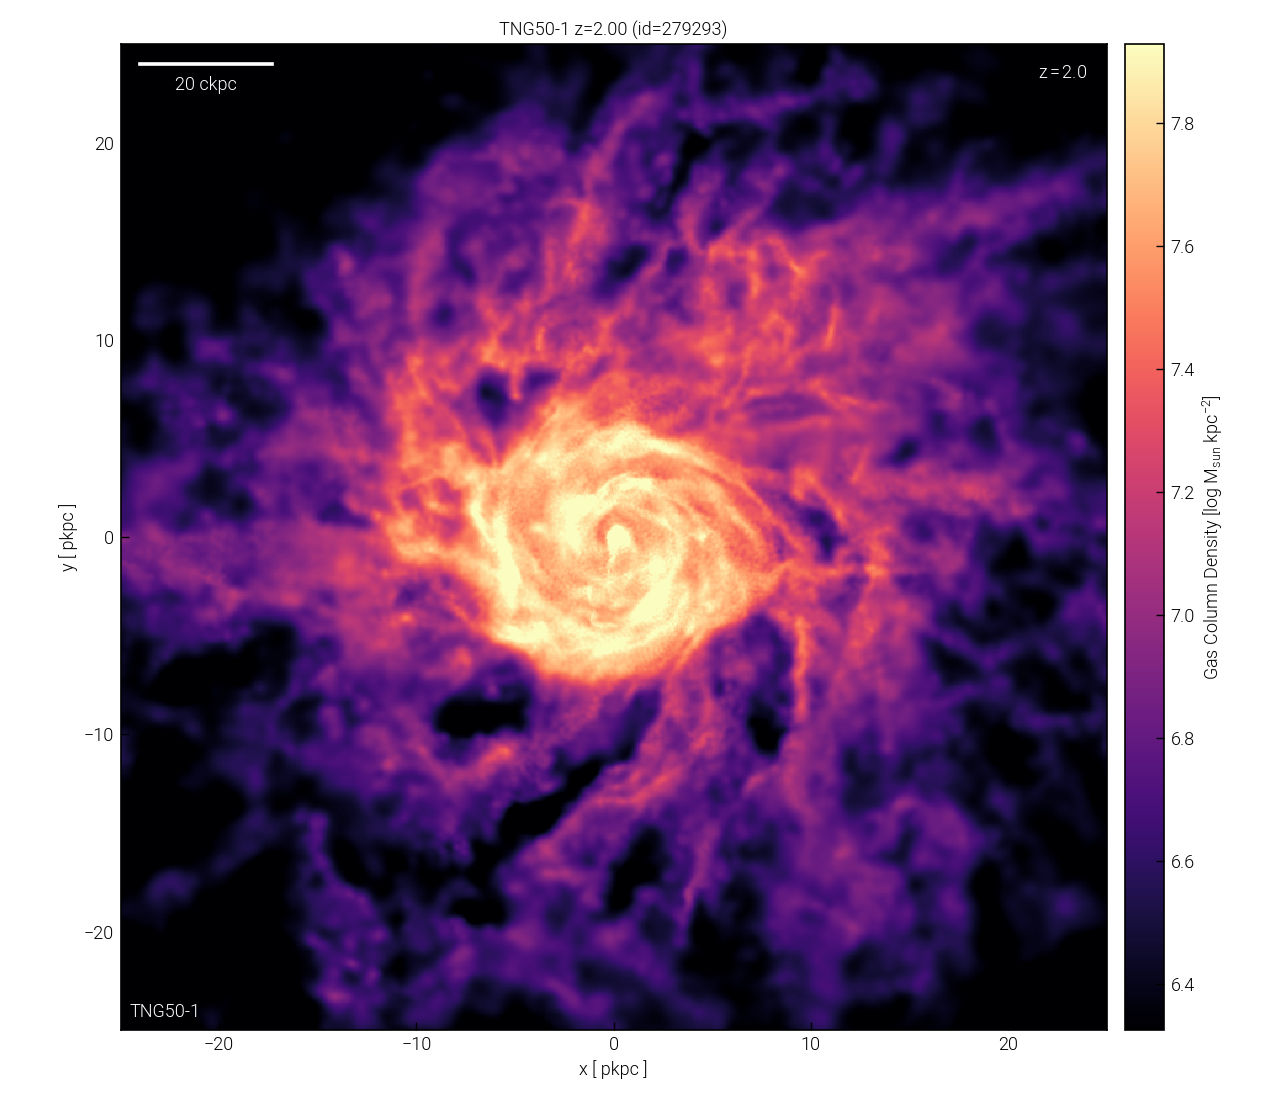 TNG50-1 z=2.00 (id=279293)
20 ckpc
z=2.0
TNG50-1
20
10
0
−10
−20
y [ pkpc ]
−20
−10
0
10
20
x [ pkpc ]
7.8
7.6
7.4
7.2
7.0
6.8
6.6
6.4
Gas Column Density [log M_sun kpc^−2]